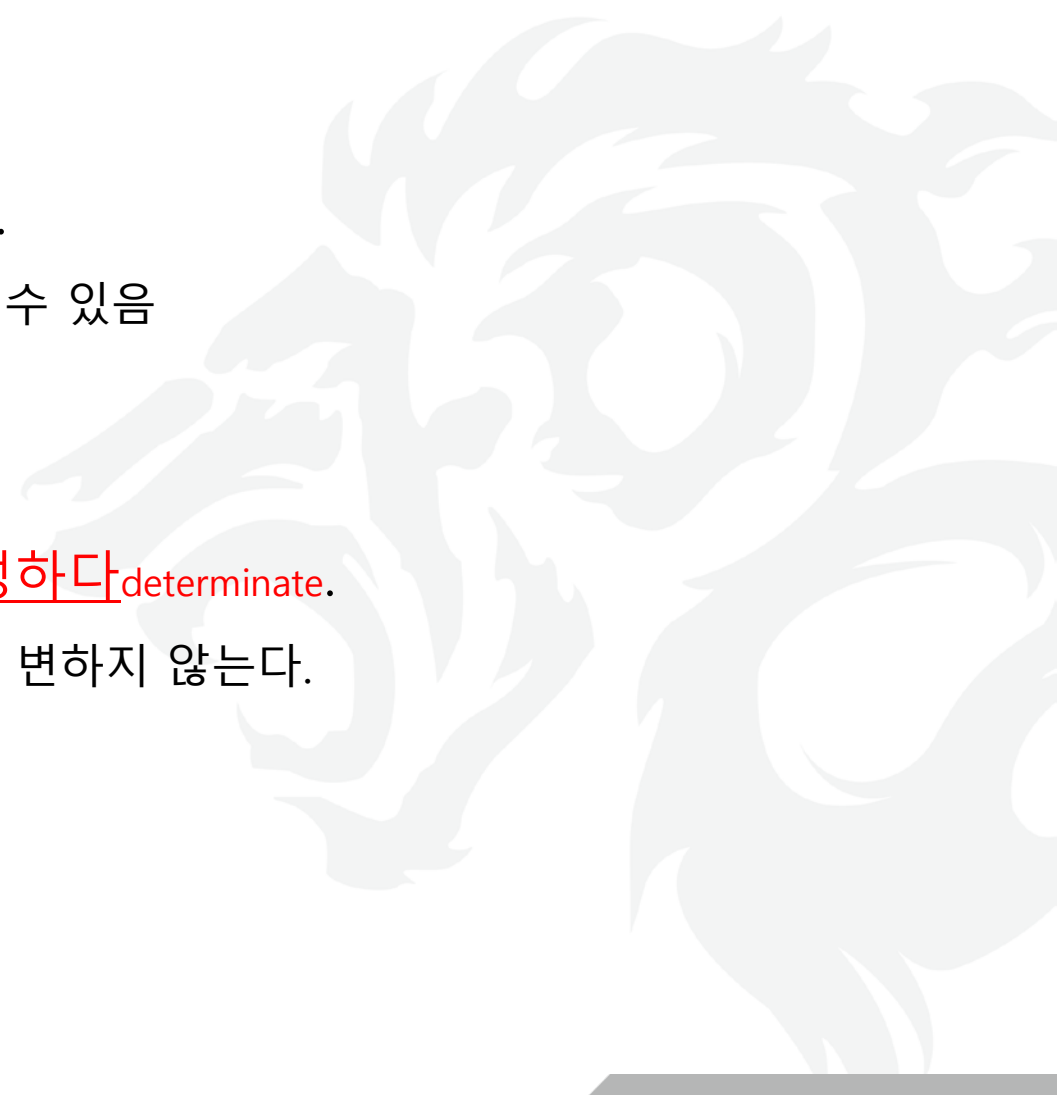 .
수 있음
하다determinate.
변하지 않는다.